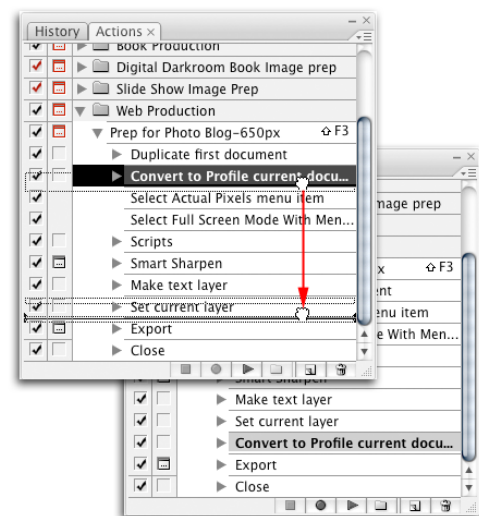 History
Actions ×
Book Production
Digital Darkroom Book Image prep
Slide Show Image Prep
Web Production
Prep for Photo Blog-650px ⇧F3
Duplicate first document
Convert to Profile current docu...
Select Actual Pixels menu item
Select Full Screen Mode With Men...
Scripts
Smart Sharpen
Make text layer
Set current layer
Export
Close
mage prep
x ⇧F3
ent
enu item
e With Men...
Smart Sharpen
Make text layer
Set current layer
Convert to Profile current docu...
Export
Close